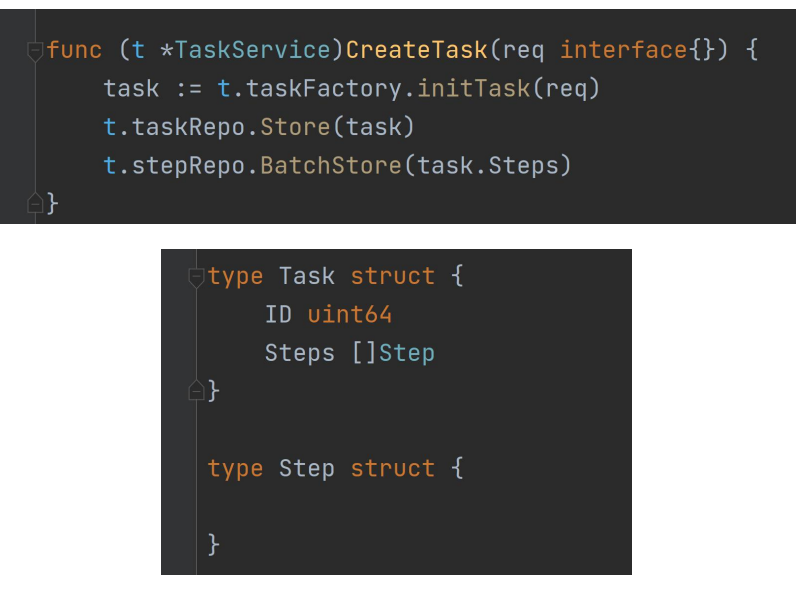 func (t *TaskService)CreateTask(req interface{}) {
    task := t.taskFactory.initTask(req)
    t.taskRepo.Store(task)
    t.stepRepo.BatchStore(task.Steps)
}
type Task struct {
    ID uint64
    Steps []Step
}
type Step struct {
}